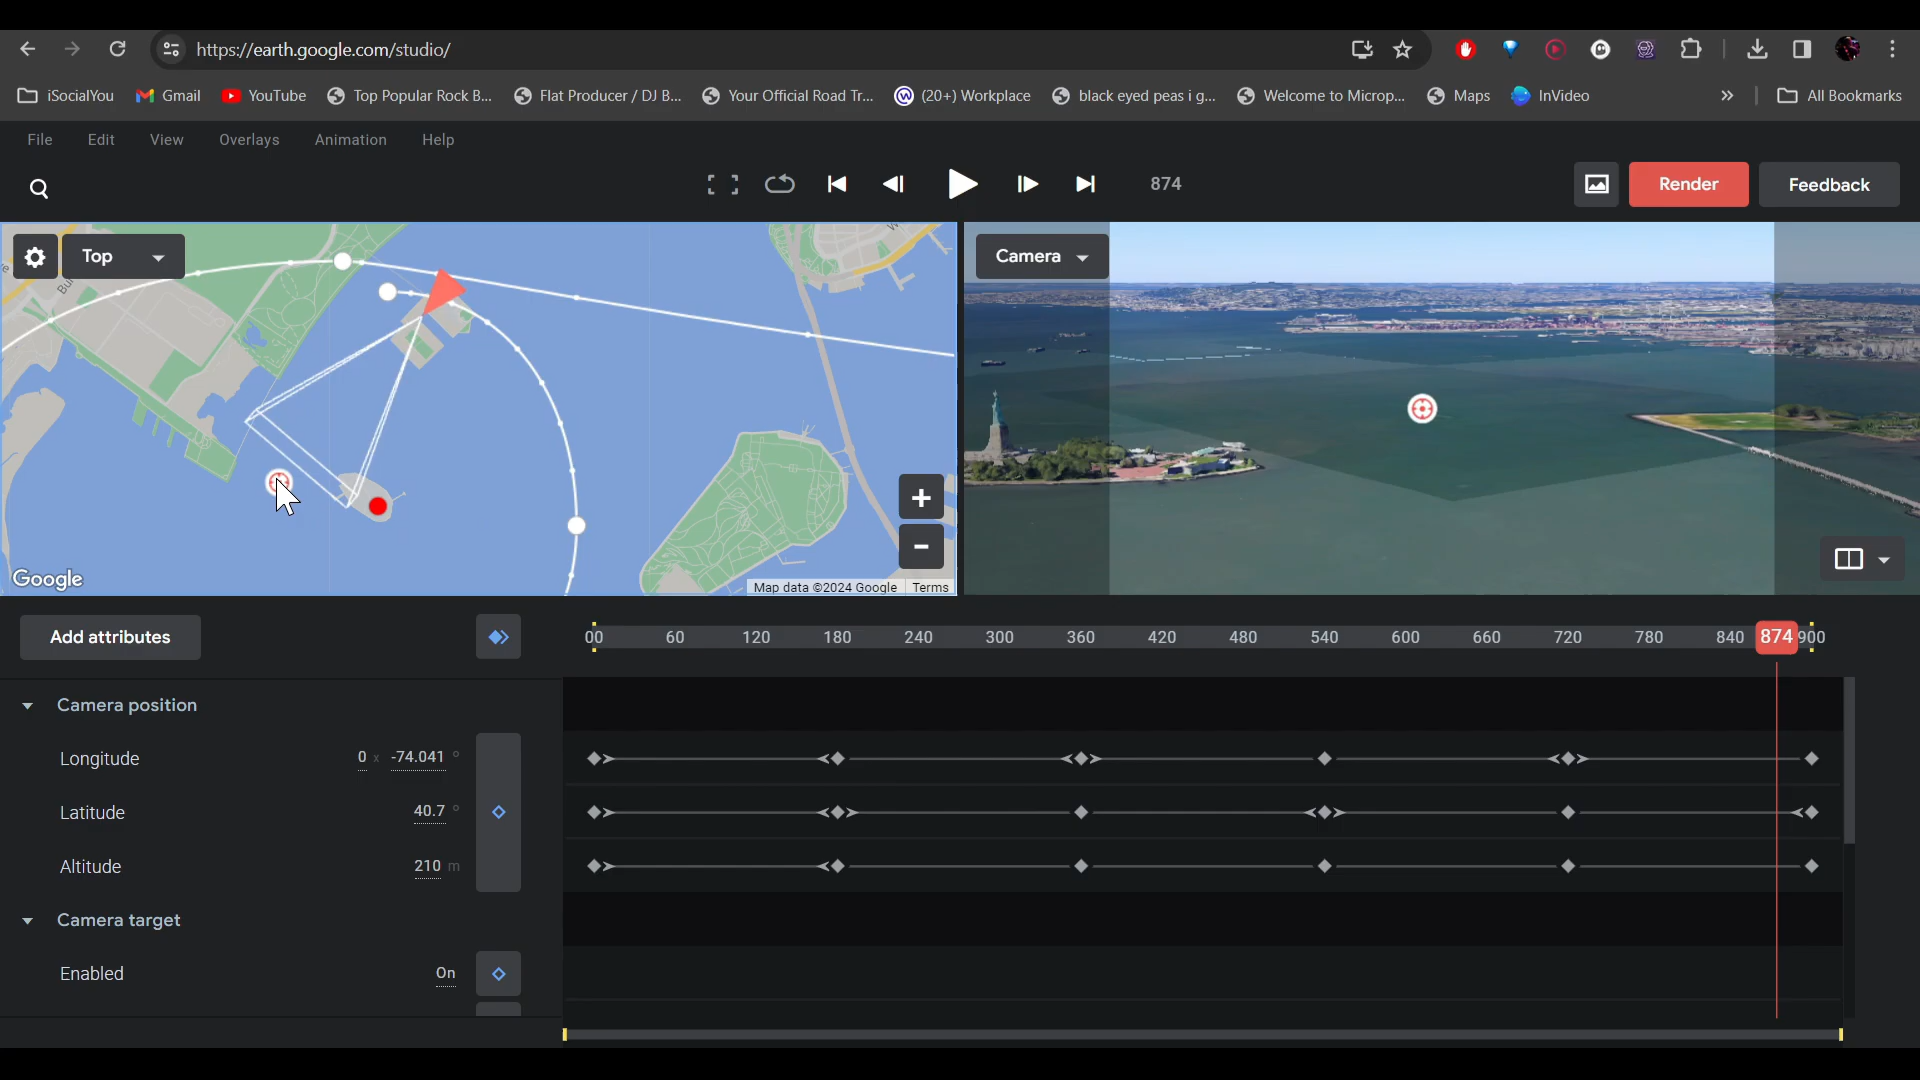 https://earth.google.com/studio/
iSocialYou Gmail YouTube Top Popular Rock B... Flat Producer / DJ B... Your Official Road Tr... (20+) Workplace black eyed peas i g... Welcome to Microp... Maps InVideo » All Bookmarks
File Edit View Overlays Animation Help
874 Render Feedback
Top Camera
Google
Map data ©2024 Google Terms
Add attributes 00 60 120 180 240 300 360 420 480 540 600 660 720 780 840 874 900
Camera position
Longitude 0 x -74.041 °
Latitude 40.7 °
Altitude 210 m
Camera target
Enabled On